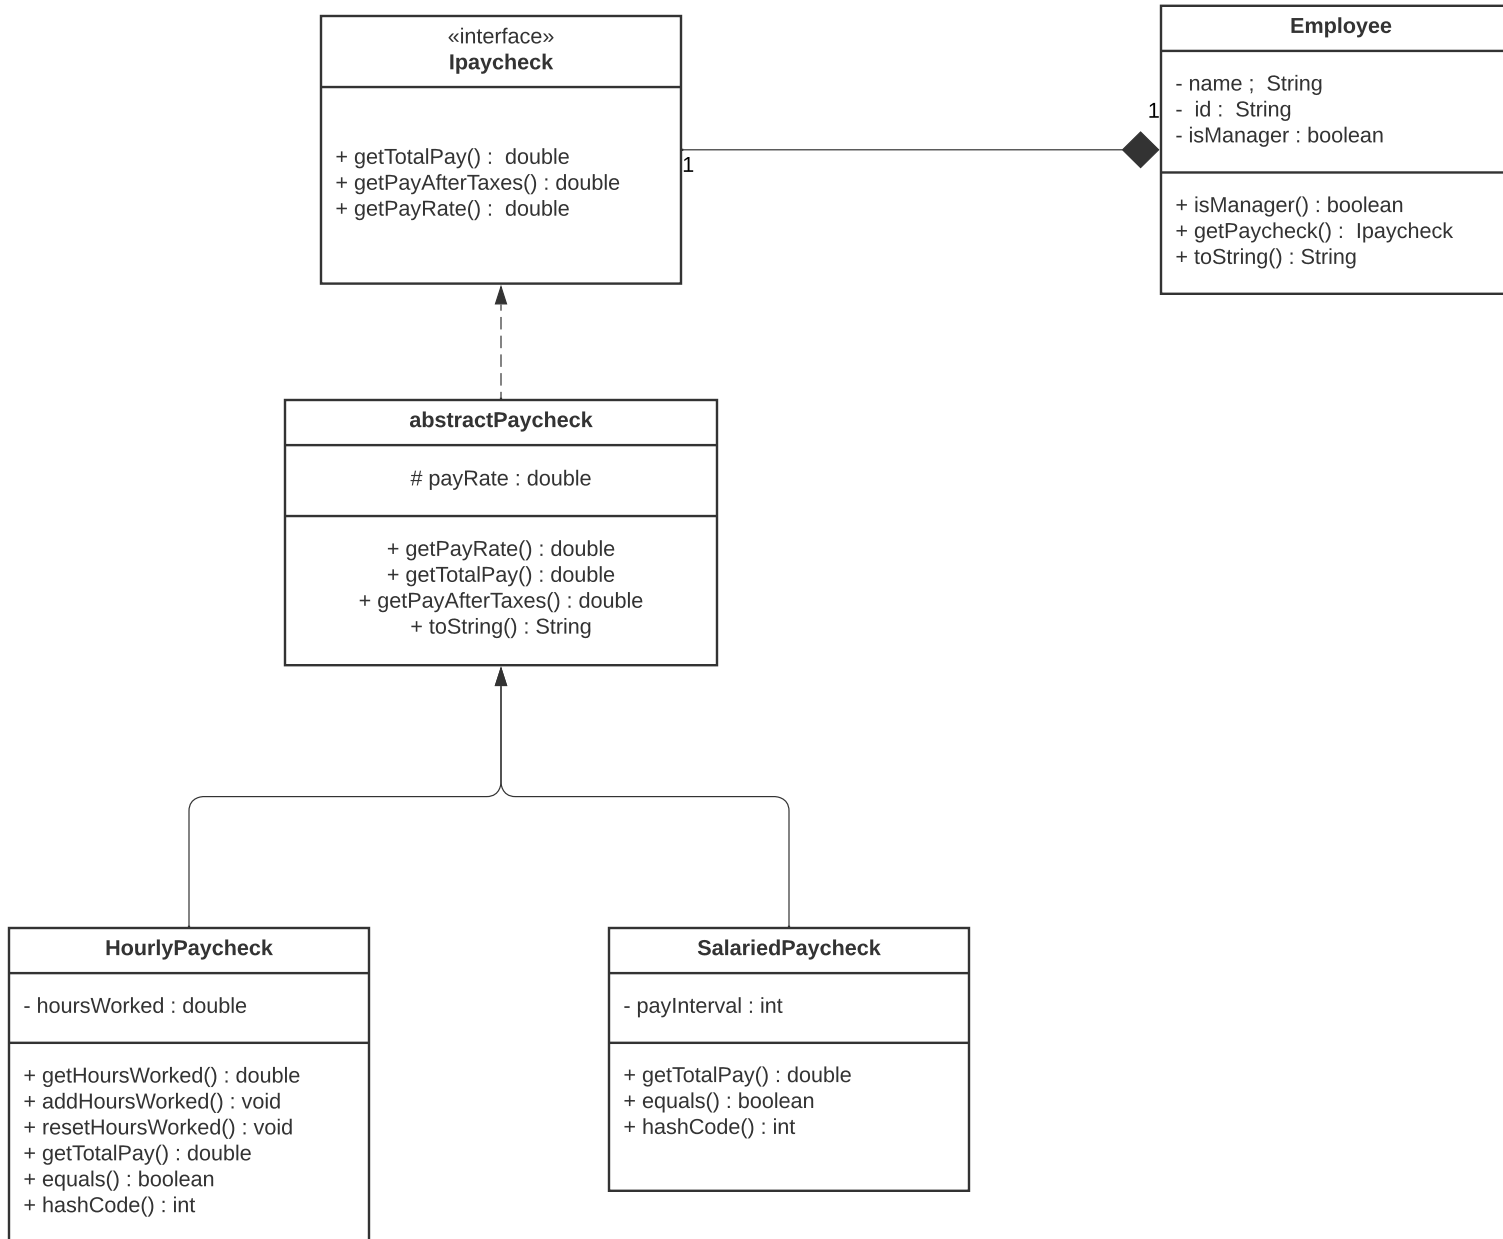 «interface»
Ipaycheck
+ getTotalPay() :  double
+ getPayAfterTaxes() : double
+ getPayRate() :  double
1
1
Employee
- name ;  String
-  id :  String
- isManager : boolean
+ isManager() : boolean
+ getPaycheck() :  Ipaycheck
+ toString() : String
abstractPaycheck
# payRate : double
+ getPayRate() : double
+ getTotalPay() : double
+ getPayAfterTaxes() : double
+ toString() : String
HourlyPaycheck
- hoursWorked : double
+ getHoursWorked() : double
+ addHoursWorked() : void
+ resetHoursWorked() : void
+ getTotalPay() : double
+ equals() : boolean
+ hashCode() : int
SalariedPaycheck
- payInterval : int
+ getTotalPay() : double
+ equals() : boolean
+ hashCode() : int